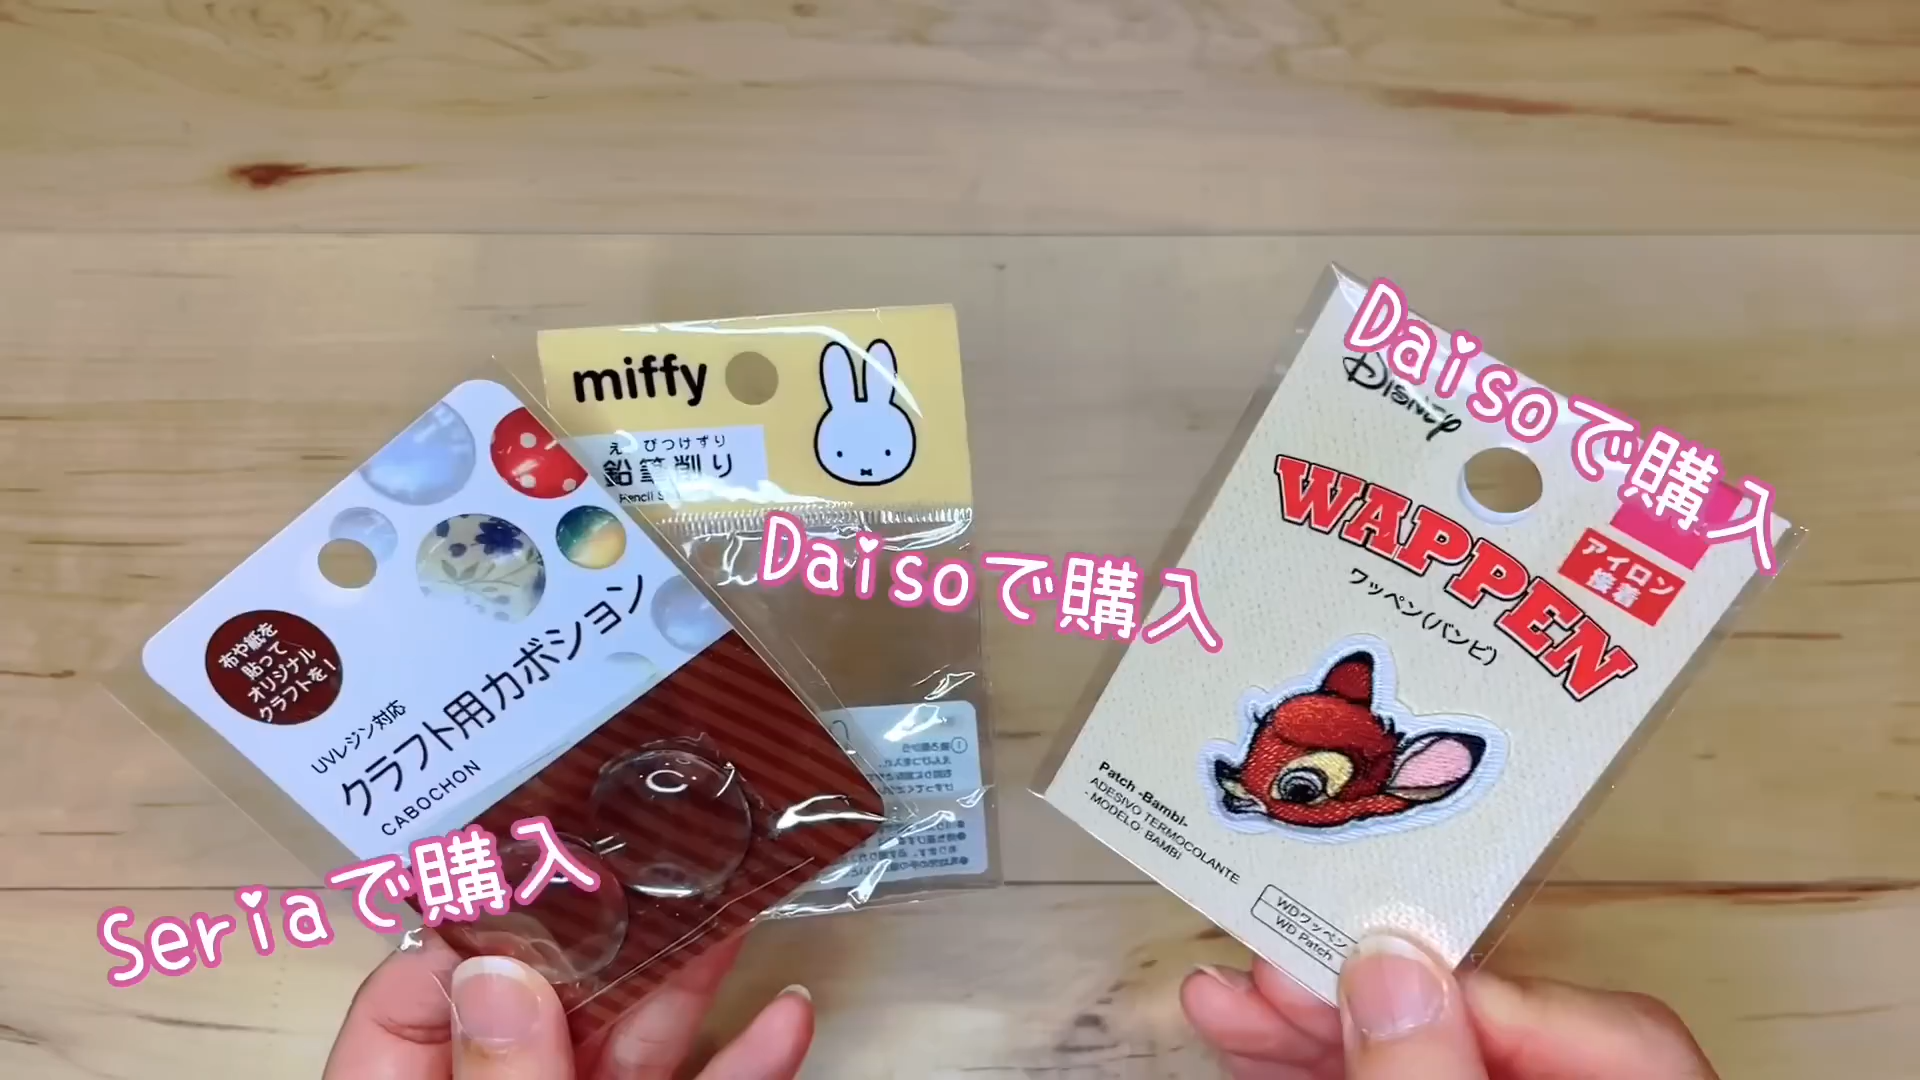 miffy
えんぴつけずり
鉛筆削り
Pencil S
布や紙を
貼って
オリジナル
クラフトを!
UVレジン対応
クラフト用カボション
CABOCHON
Seriaで購入
Daisoで購入
Daisoで購入
Disney
WAPPEN
アイロン
接着
ワッペン(バンビ)
Patch -Bambi-
ADESIVO TERMOCOLANTE
- MODELO: BAMBI
WDワッペン
WD Patch